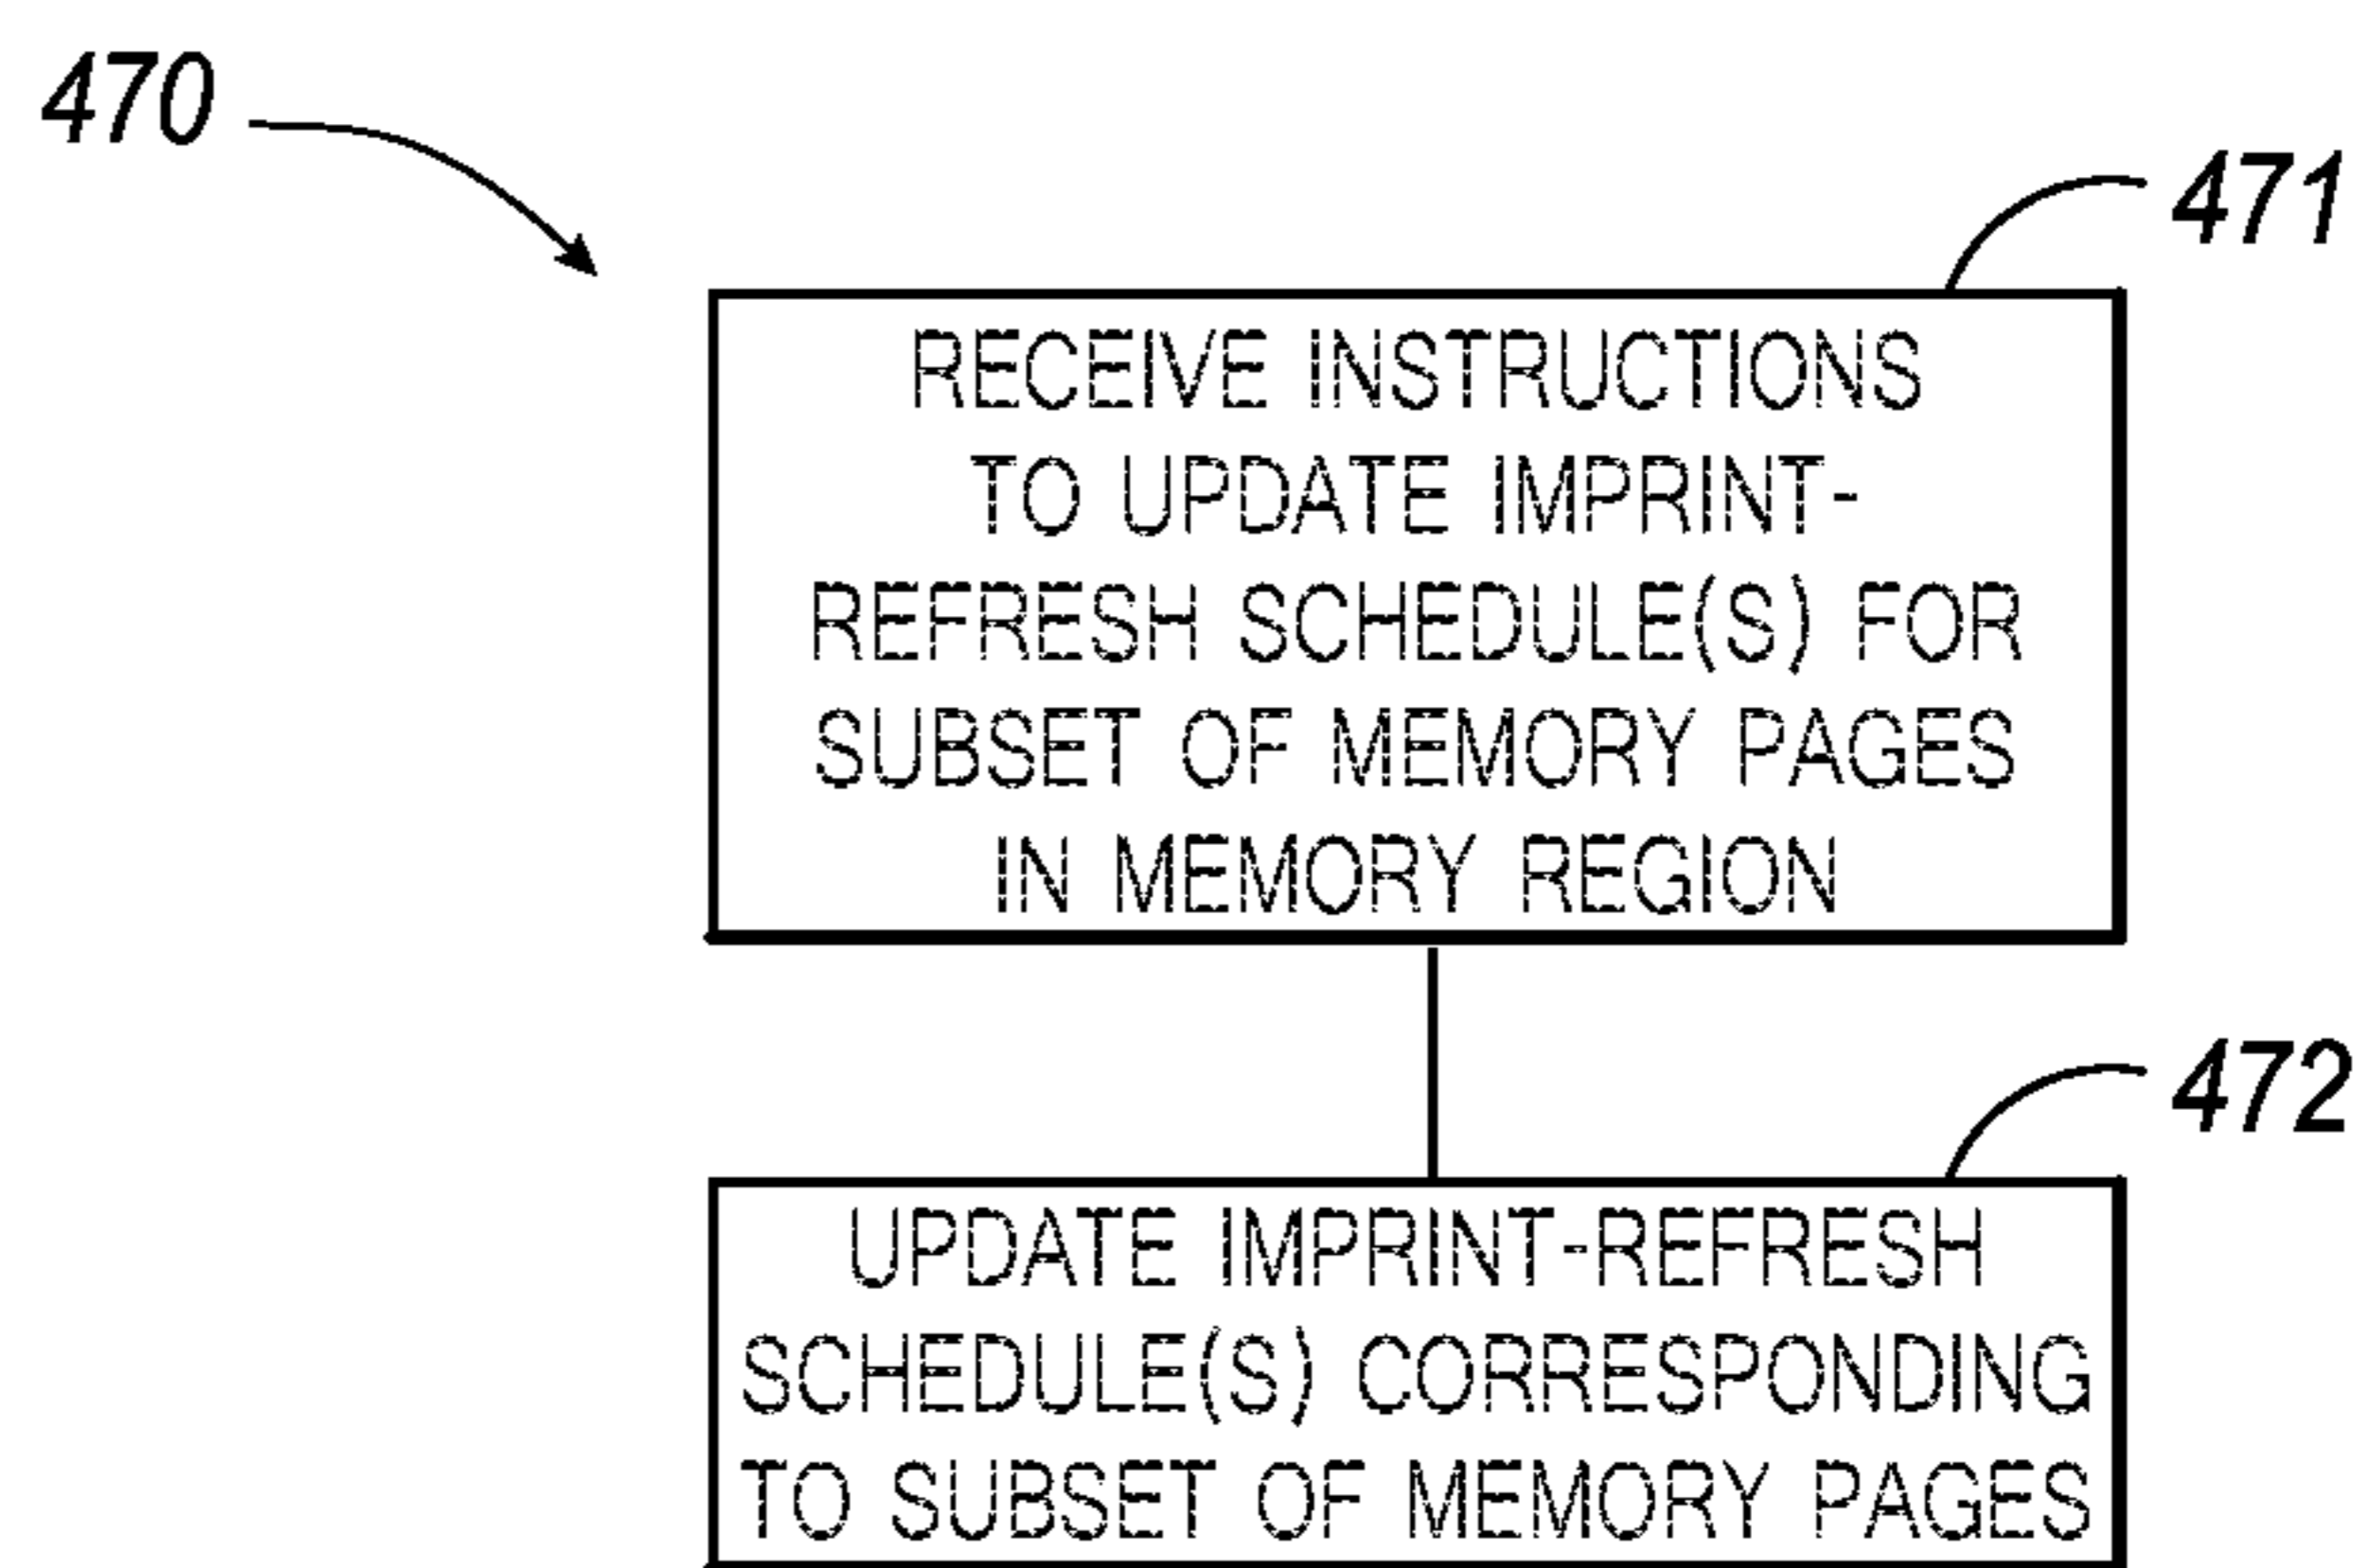 470
471
RECEIVE INSTRUCTIONS
TO UPDATE IMPRINT-
REFRESH SCHEDULE(S) FOR
SUBSET OF MEMORY PAGES
IN MEMORY REGION
472
UPDATE IMPRINT-REFRESH
SCHEDULE(S) CORRESPONDING
TO SUBSET OF MEMORY PAGES